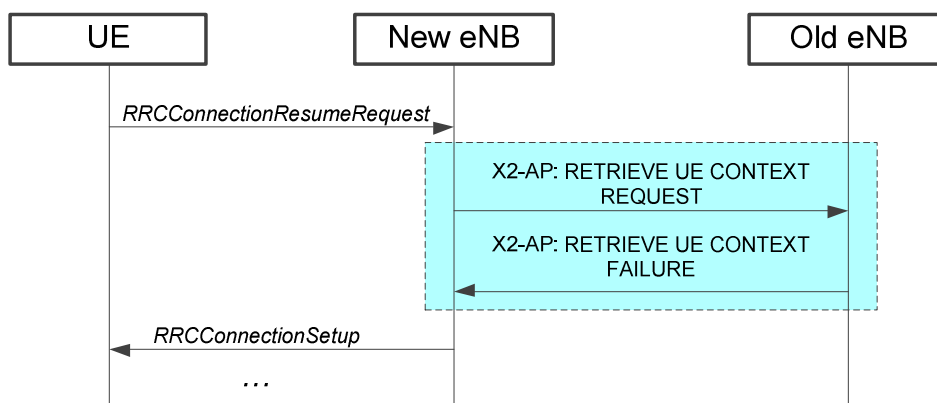 UE
New eNB
Old eNB
RRCConnectionResumeRequest
X2-AP: RETRIEVE UE CONTEXT
REQUEST
X2-AP: RETRIEVE UE CONTEXT
FAILURE
RRCConnectionSetup
...